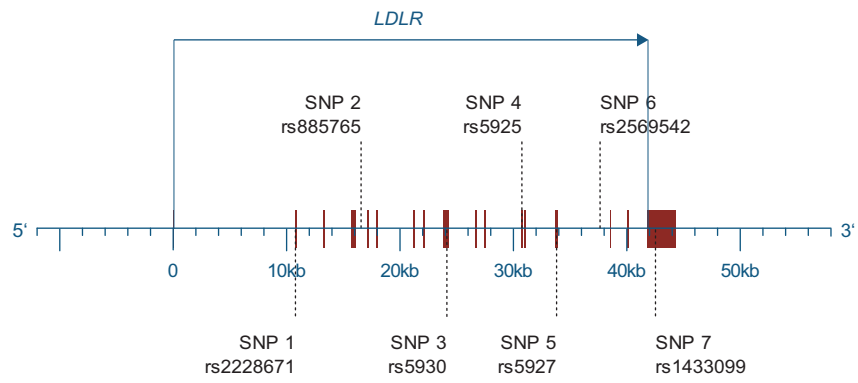 LDLR
SNP 2
rs885765
SNP 4
rs5925
SNP 6
rs2569542
5‘
3‘
0
10kb
20kb
30kb
40kb
50kb
SNP 1
rs2228671
SNP 3
rs5930
SNP 5
rs5927
SNP 7
rs1433099